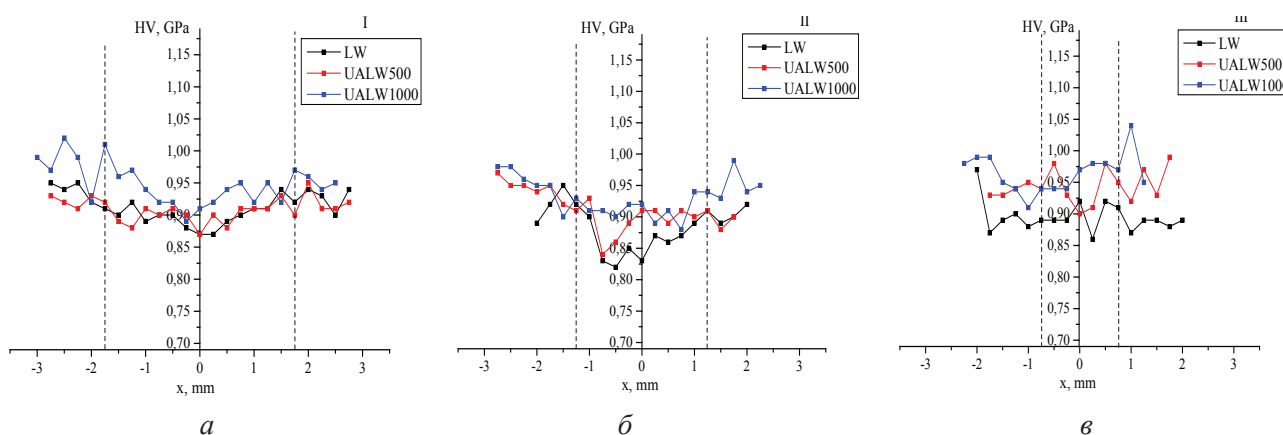 HV, GPa
I
1,15
1,10
1,05
1,00
0,95
0,90
0,85
0,80
0,75
0,70
LW
UALW500
UALW1000
-3 -2 -1 0 1 2 3
x, mm
а
HV, GPa
II
1,15
1,10
1,05
1,00
0,95
0,90
0,85
0,80
0,75
0,70
LW
UALW500
UALW1000
-3 -2 -1 0 1 2 3
x, mm
б
HV, GPa
III
1,15
1,10
1,05
1,00
0,95
0,90
0,85
0,80
0,75
0,70
LW
UALW500
UALW1000
-3 -2 -1 0 1 2 3
x, mm
в